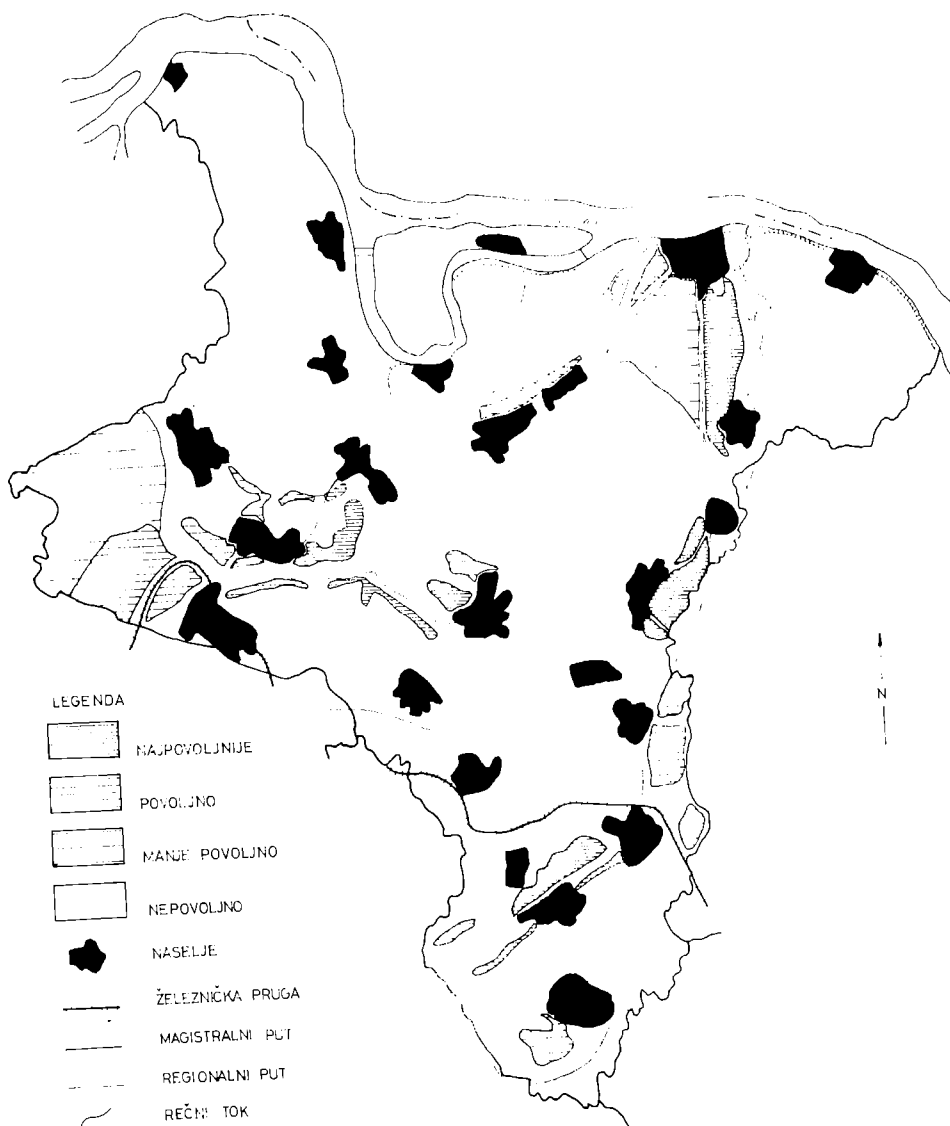 LEGENDA
NAJPOVOLJNIJE
POVOLJNO
MANJE POVOLJNO
NEPOVOLJNO
NASELJE
ŽELEZNIČKA PRUGA
MAGISTRALNI PUT
REGIONALNI PUT
REČNI TOK
N